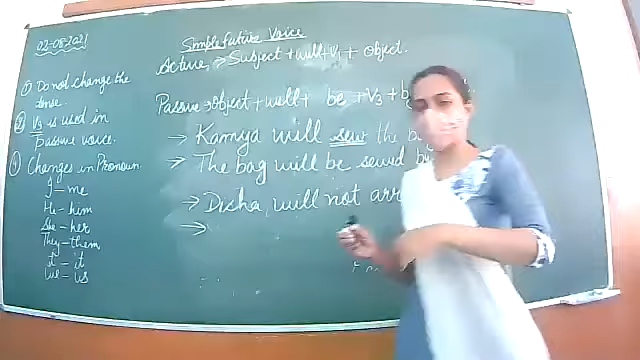 02-08-2021
① Do not change the
tense.
② V3 is used in
passive voice.
Changes in Pronoun
I - me
He - him
She - her
They - them
it - it
we - us
Simple Future Voice
Active → Subject + will + V1 + object.
Passive → object + will + be + V3 + b
→ Kamya will sew the b
→ The bag will be sewed by
→ Disha will not arr
→